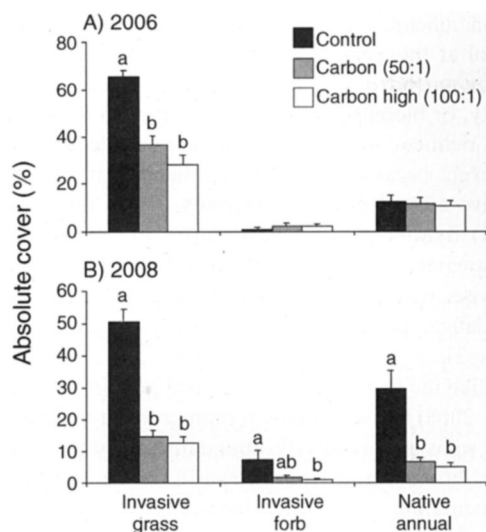 A) 2006
Control
Carbon (50:1)
Carbon high (100:1)
80
60
40
20
0
a
b
b
Absolute cover (%)
B) 2008
60
50
40
30
20
10
0
a
b
b
a
ab
b
a
b
b
Invasive
grass
Invasive
forb
Native
annual